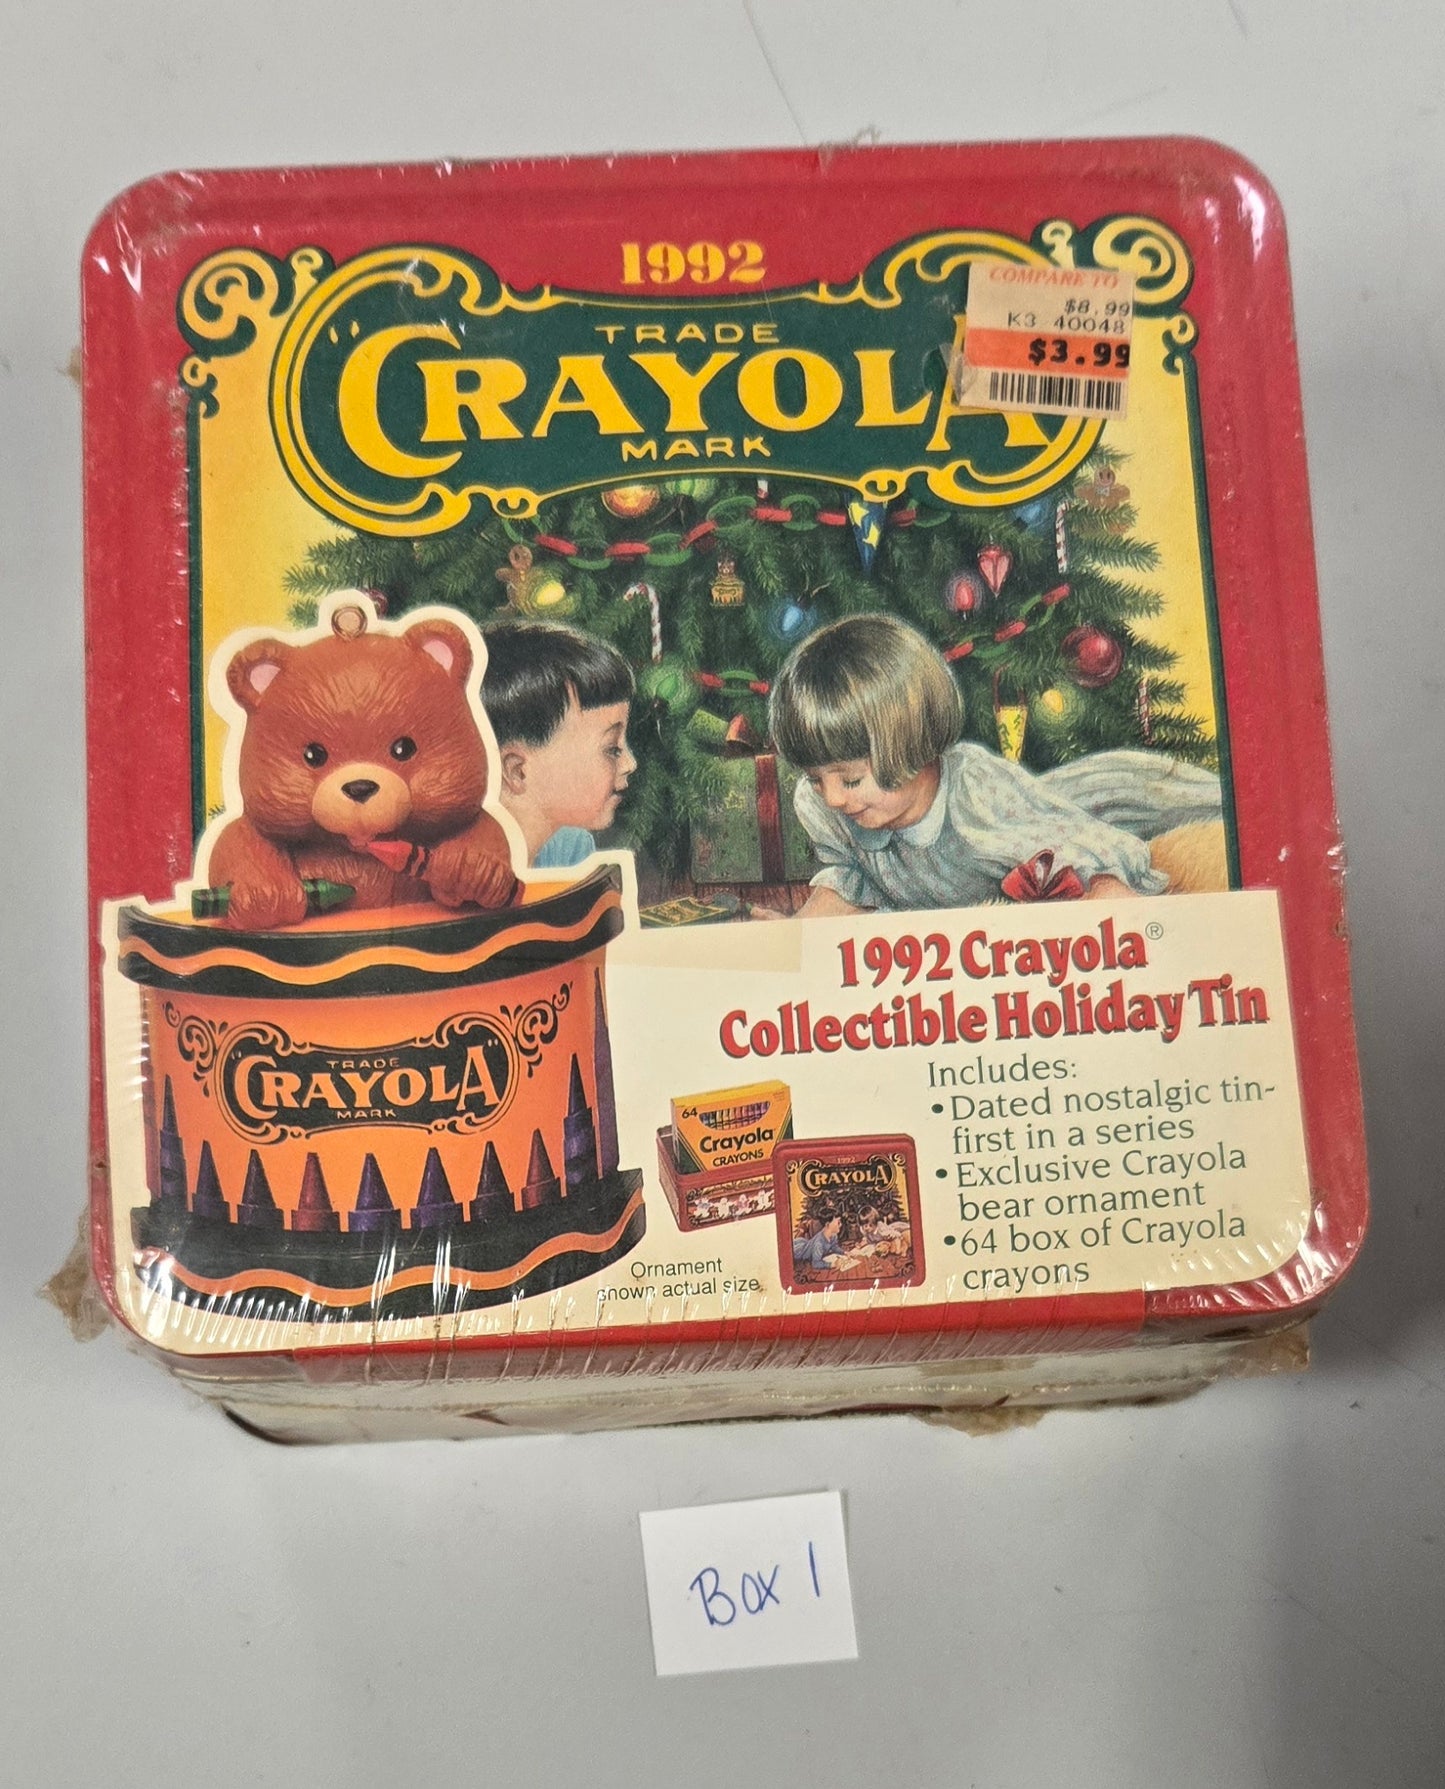 1992
TRADE
"CRAYOLA
MARK
COMPARE TO
$8.99
K3 40048
$3.99
TRADE
"CRAYOLA"
MARK
1992 Crayola®
Collectible Holiday Tin
Includes:
•Dated nostalgic tin-
first in a series
•Exclusive Crayola
bear ornament
•64 box of Crayola
crayons
64
Crayola
CRAYONS
1992
CRAYOLA
Ornament
shown actual size
Box 1